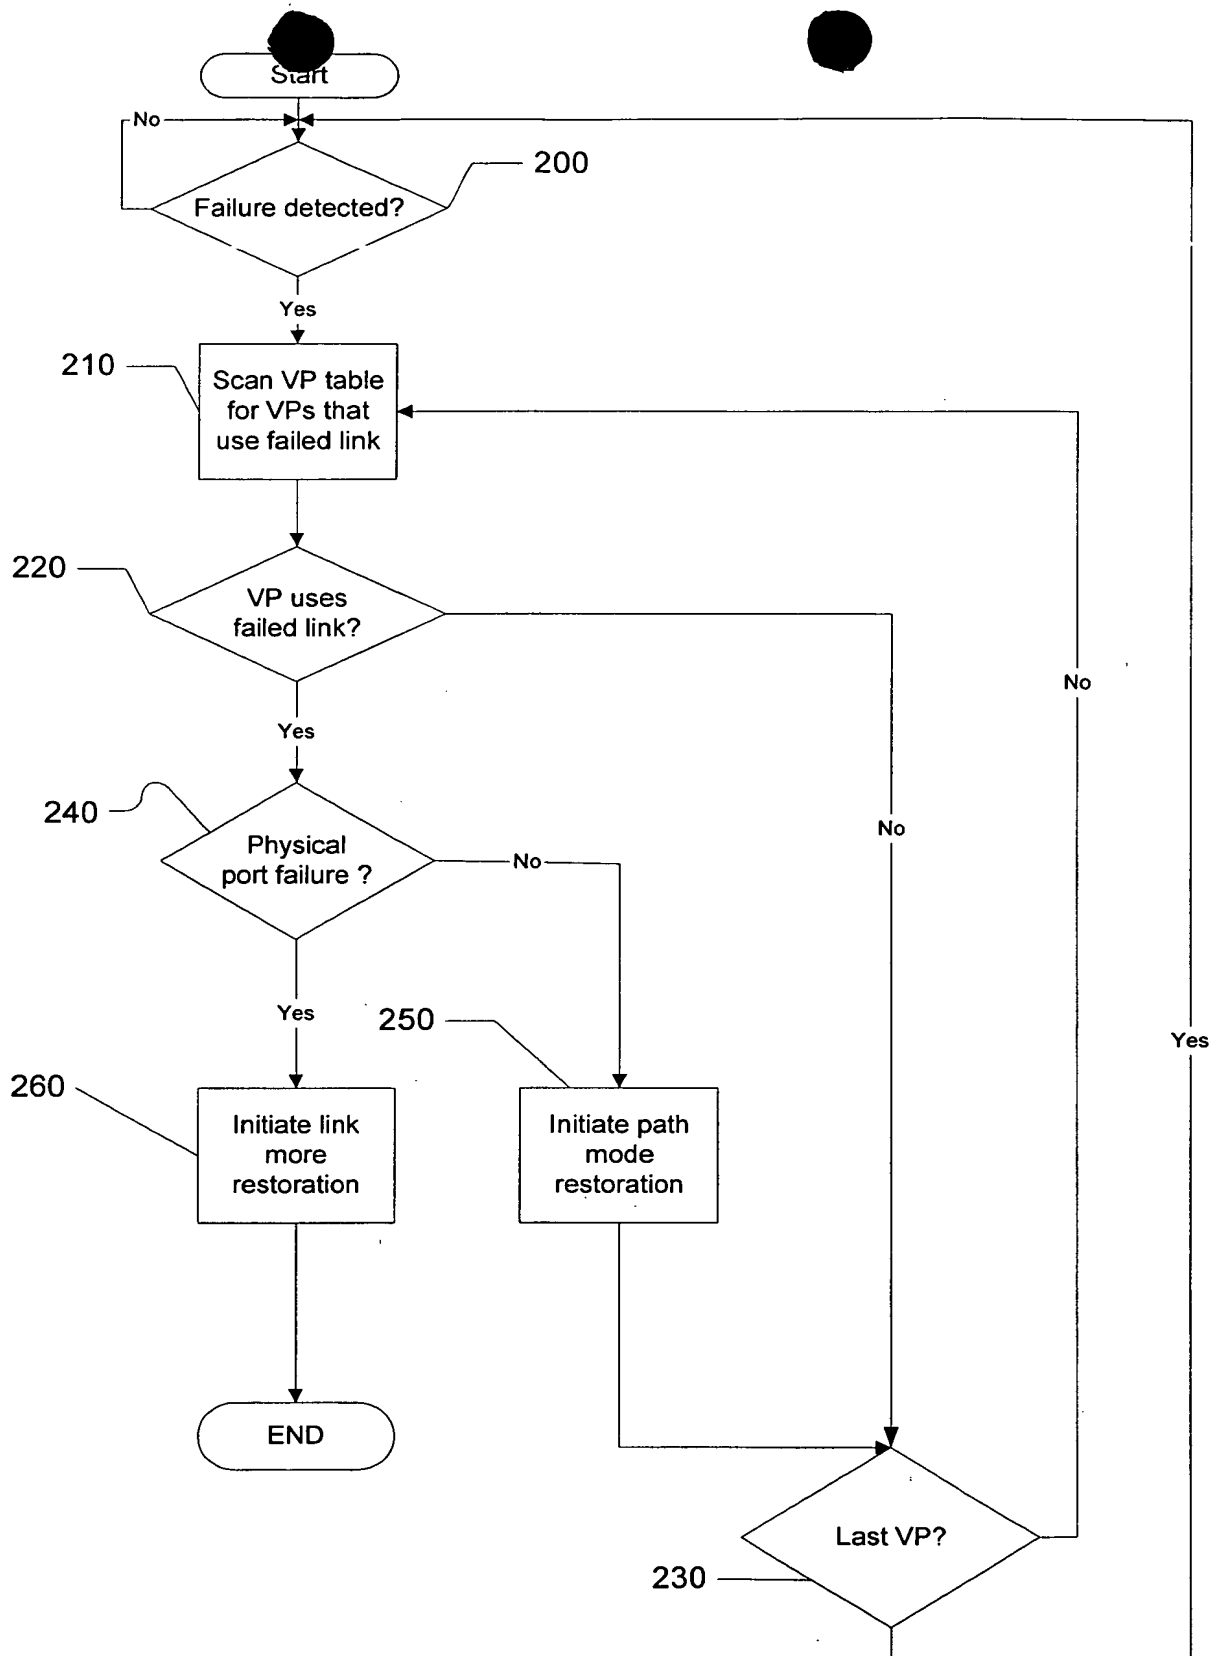 Start
No
200
Failure detected?
Yes
210
Scan VP table
for VPs that
use failed link
220
VP uses
failed link?
No
Yes
240
Physical
port failure ?
No
No
Yes
250
Yes
260
Initiate link
more
restoration
Initiate path
mode
restoration
END
Last VP?
230